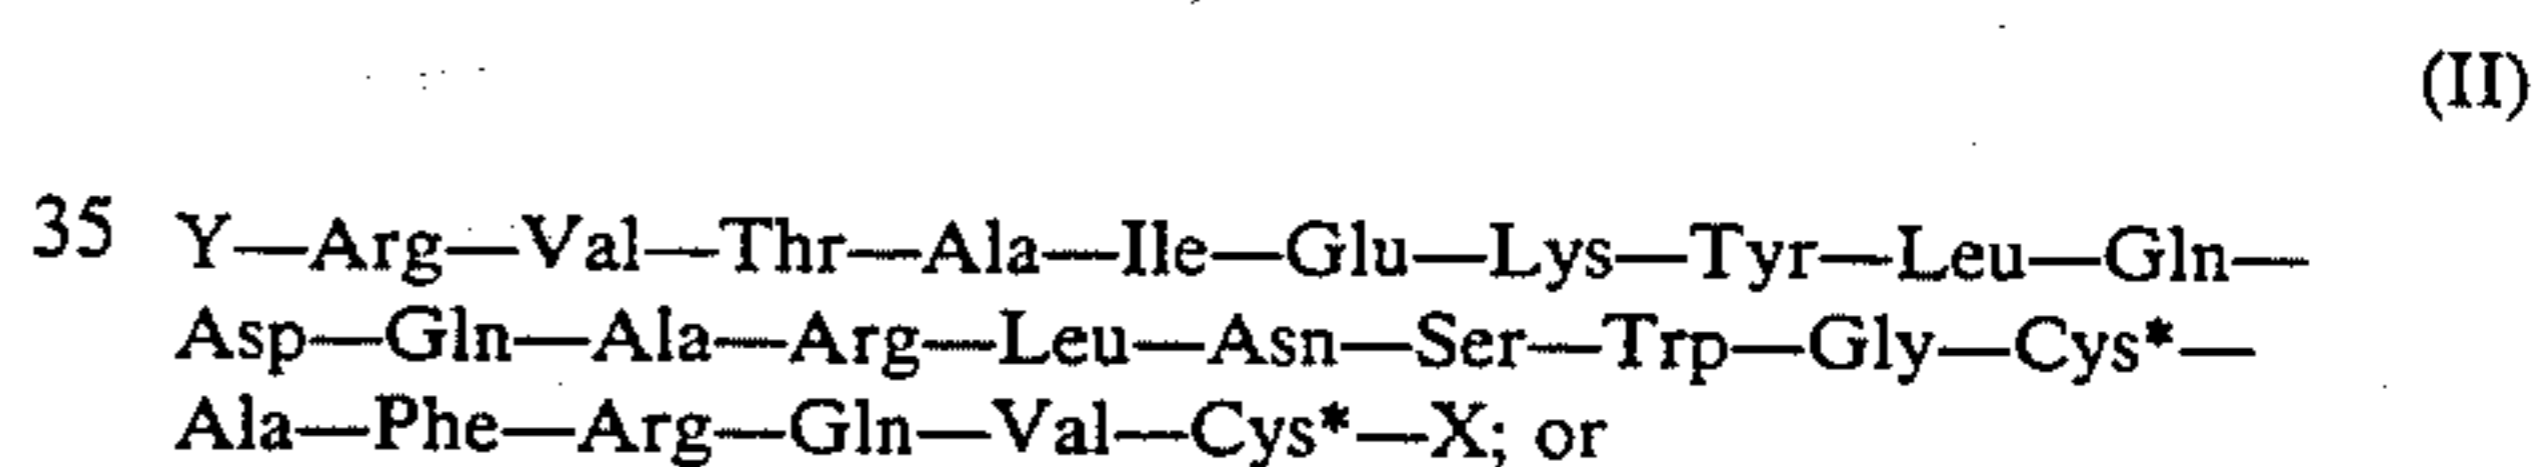 (II)
35 Y—Arg—Val—Thr—Ala—Ile—Glu—Lys—Tyr—Leu—Gln—
Asp—Gln—Ala—Arg—Leu—Asn—Ser—Trp—Gly—Cys*—
Ala—Phe—Arg—Gln—Val—Cys*—X; or